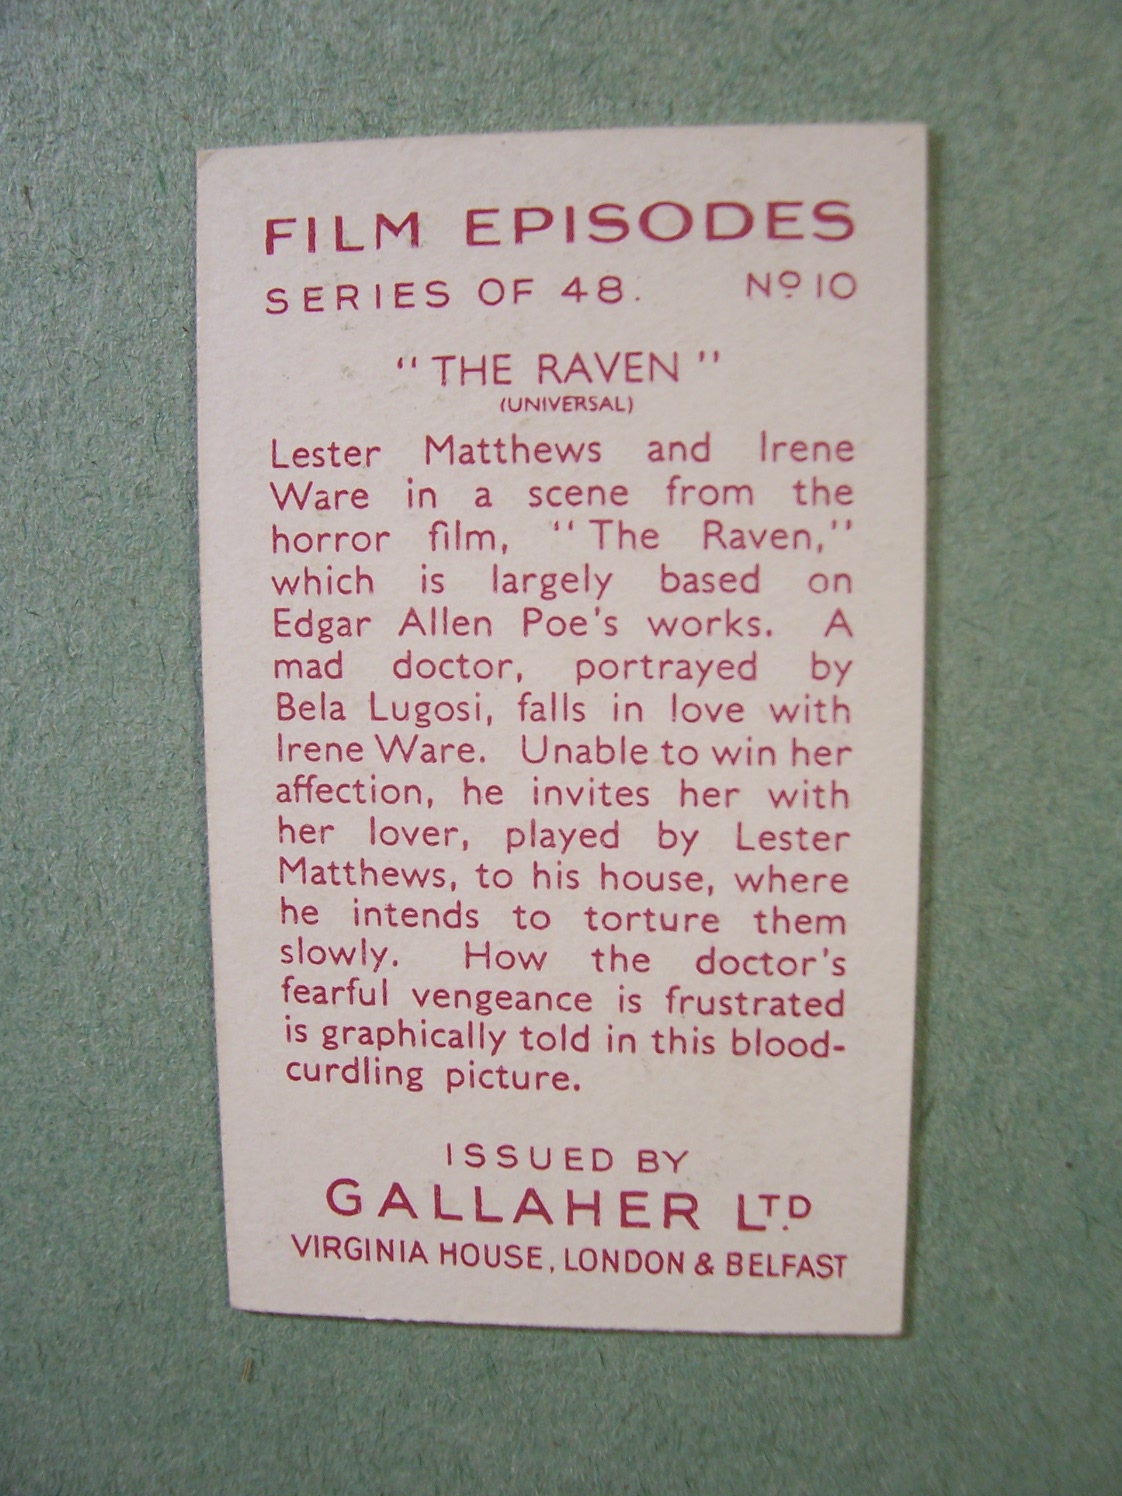 FILM EPISODES
SERIES OF 48. Nº 10
"THE RAVEN"
(UNIVERSAL)
Lester Matthews and Irene
Ware in a scene from the
horror film, "The Raven,"
which is largely based on
Edgar Allen Poe's works. A
mad doctor, portrayed by
Bela Lugosi, falls in love with
Irene Ware. Unable to win her
affection, he invites her with
her lover, played by Lester
Matthews, to his house, where
he intends to torture them
slowly. How the doctor's
fearful vengeance is frustrated
is graphically told in this blood-
curdling picture.
ISSUED BY
GALLAHER LTD.
VIRGINIA HOUSE, LONDON & BELFAST